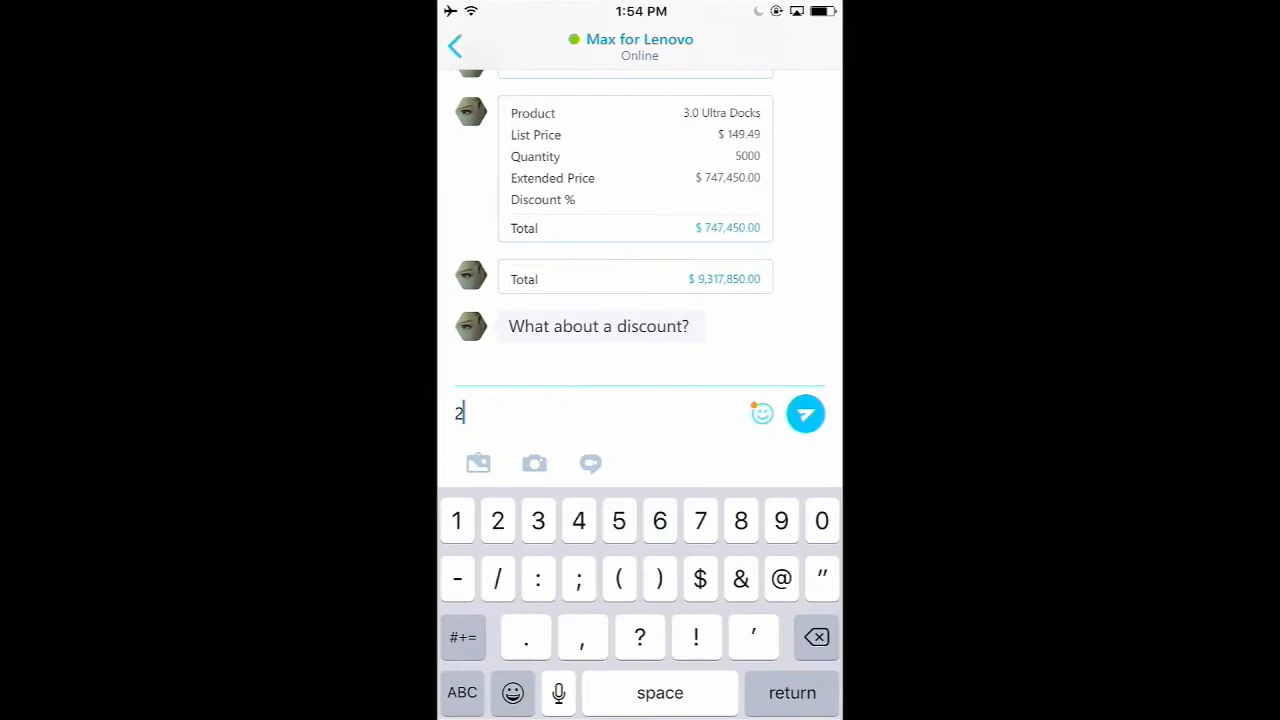 1:54 PM
Max for Lenovo
Online
Product 3.0 Ultra Docks
List Price $ 149.49
Quantity 5000
Extended Price $ 747,450.00
Discount %
Total $ 747,450.00
Total $ 9,317,850.00
What about a discount?
2
1 2 3 4 5 6 7 8 9 0
- / : ; ( ) $ & @ "
#+= . , ? ! '
ABC space return